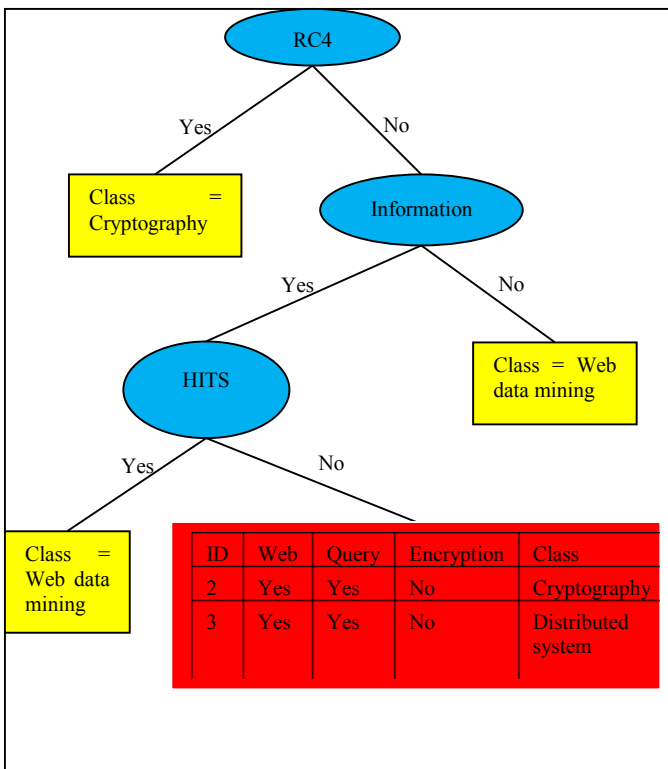 RC4
Yes
No
Class =
Cryptography
Information
Yes
No
HITS
Class = Web
data mining
Yes
No
Class =
Web data
mining
ID Web Query Encryption Class
2 Yes Yes No Cryptography
3 Yes Yes No Distributed
system